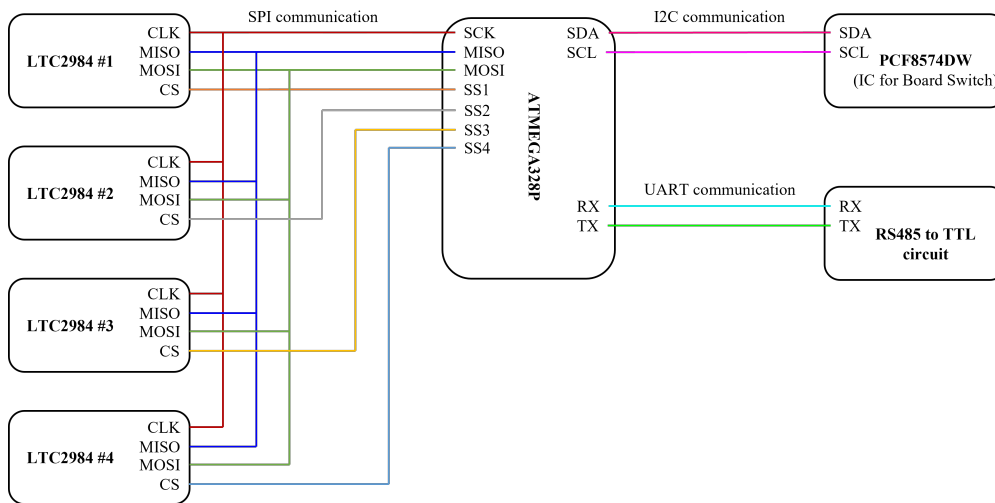 SPI communication
I2C communication
CLK
MISO
MOSI
CS
LTC2984 #1
SCK
MISO
MOSI
SS1
SS2
SS3
SS4
ATMEGA328P
SDA
SCL
RX
TX
SDA
SCL
PCF8574DW
(IC for Board Switch)
CLK
MISO
MOSI
CS
LTC2984 #2
UART communication
RX
TX
RS485 to TTL
circuit
CLK
MISO
MOSI
CS
LTC2984 #3
CLK
MISO
MOSI
CS
LTC2984 #4